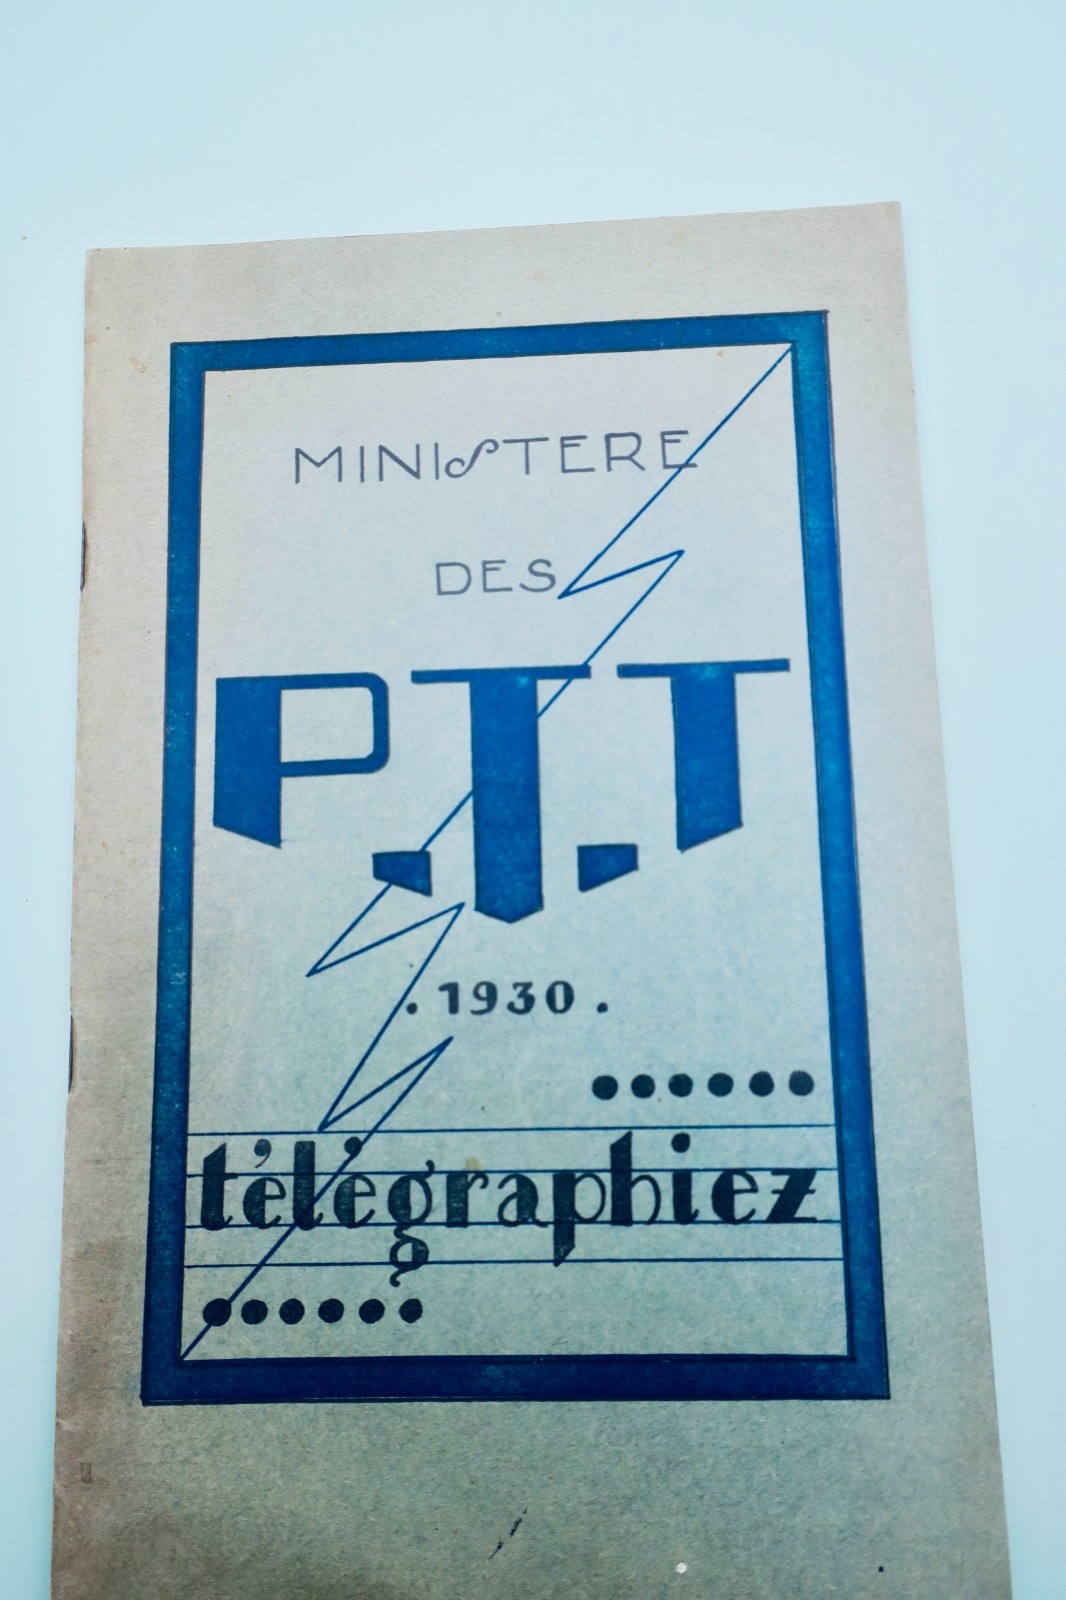 MINISTERE
DES
P.T.T
. 1930 .
télégraphiez